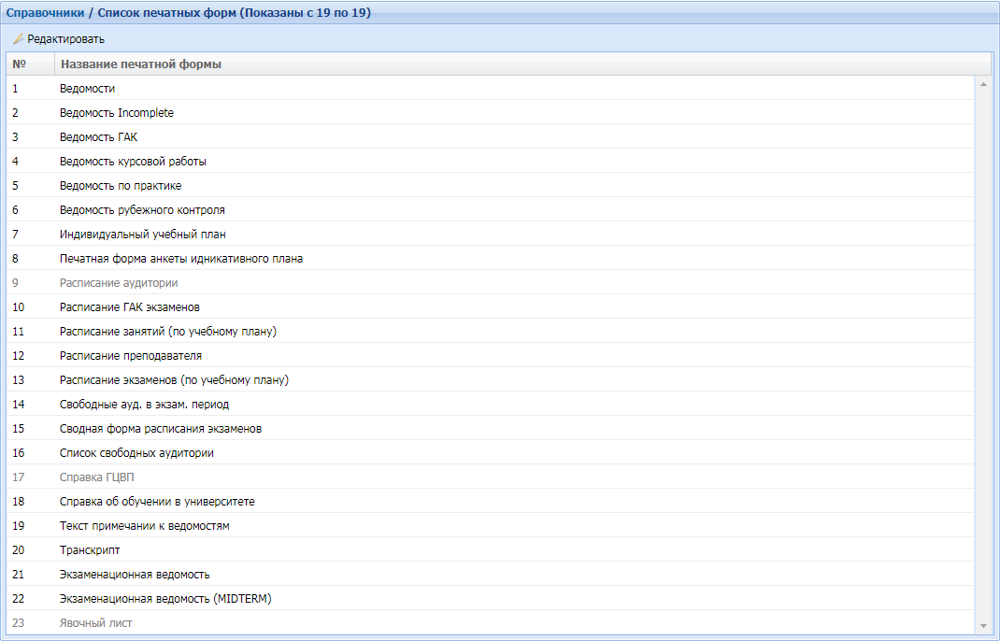 Справочники / Список печатных форм (Показаны с 19 по 19)
Редактировать
№ Название печатной формы
1 Ведомости
2 Ведомость Incomplete
3 Ведомость ГАК
4 Ведомость курсовой работы
5 Ведомость по практике
6 Ведомость рубежного контроля
7 Индивидуальный учебный план
8 Печатная форма анкеты идникативного плана
9 Расписание аудитории
10 Расписание ГАК экзаменов
11 Расписание занятий (по учебному плану)
12 Расписание преподавателя
13 Расписание экзаменов (по учебному плану)
14 Свободные ауд. в экзам. период
15 Сводная форма расписания экзаменов
16 Список свободных аудитории
17 Справка ГЦВП
18 Справка об обучении в университете
19 Текст примечании к ведомостям
20 Транскрипт
21 Экзаменационная ведомость
22 Экзаменационная ведомость (MIDTERM)
23 Явочный лист